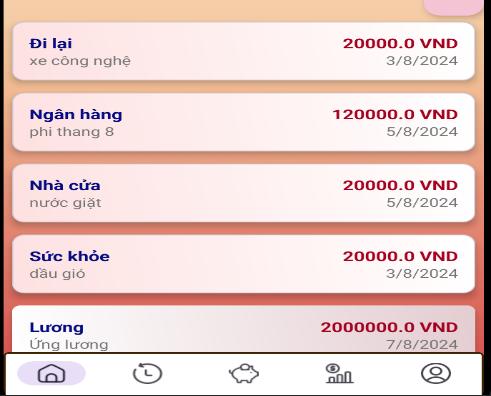 Đi lại 20000.0 VND
xe công nghệ 3/8/2024
Ngân hàng 120000.0 VND
phi thang 8 5/8/2024
Nhà cửa 20000.0 VND
nước giặt 5/8/2024
Sức khỏe 20000.0 VND
dầu gió 3/8/2024
Lương 2000000.0 VND
Ứng lương 7/8/2024